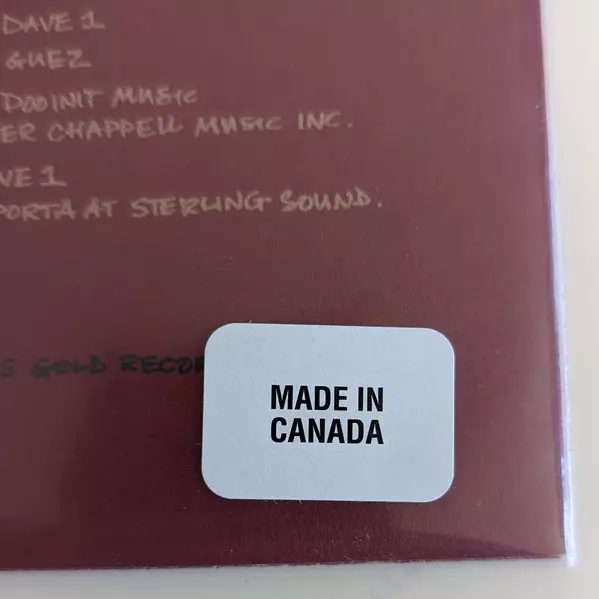 DAVE 1
GUEZ
DOOINIT MUSIC
ER CHAPPELL MUSIC INC.
VE 1
PORTA AT STERLING SOUND.
S GOLD RECOR
MADE IN
CANADA